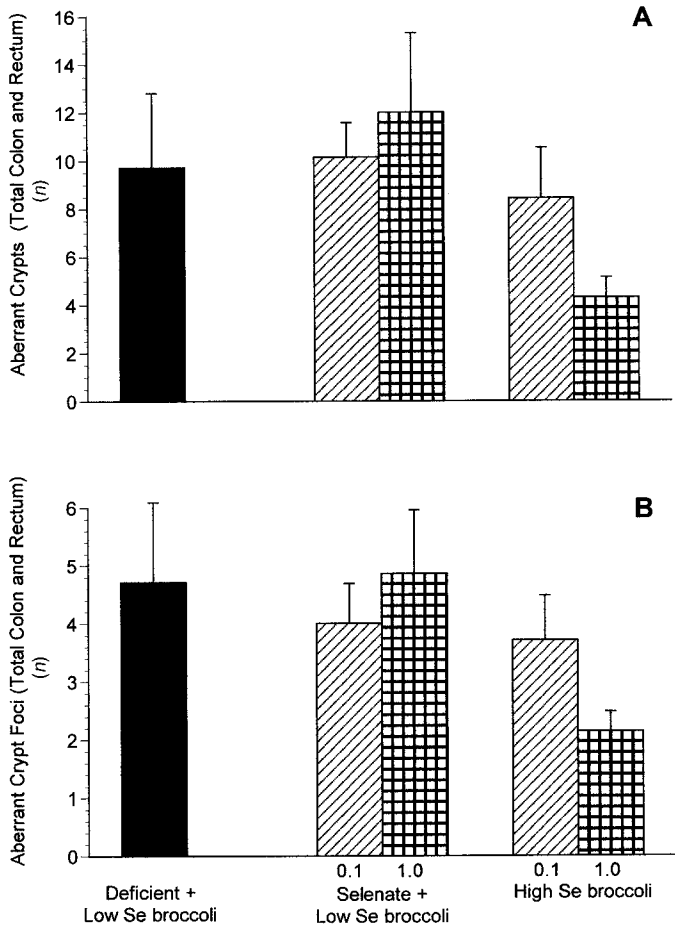 A
Aberrant Crypts (Total Colon and Rectum)
(n)
16
14
12
10
8
6
4
2
0
B
Aberrant Crypt Foci (Total Colon and Rectum)
(n)
6
5
4
3
2
1
0
0.1 1.0 0.1 1.0
Deficient + Selenate + High Se broccoli
Low Se broccoli Low Se broccoli